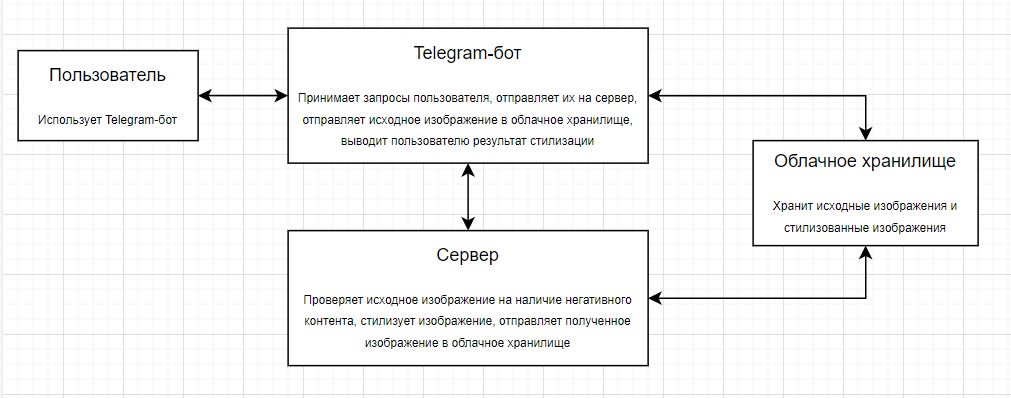 Пользователь
Использует Telegram-бот
Telegram-бот
Принимает запросы пользователя, отправляет их на сервер,
отправляет исходное изображение в облачное хранилище,
выводит пользователю результат стилизации
Облачное хранилище
Хранит исходные изображения и
стилизованные изображения
Сервер
Проверяет исходное изображение на наличие негативного
контента, стилизует изображение, отправляет полученное
изображение в облачное хранилище